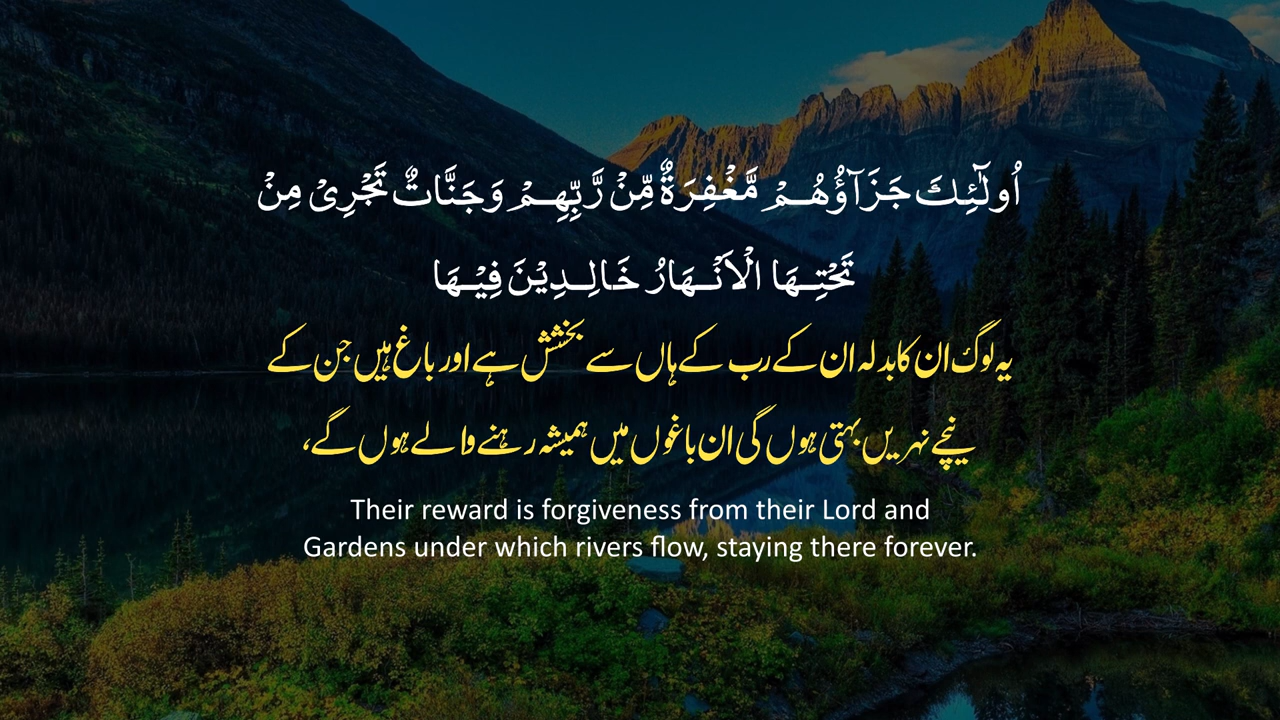 اُولٰٓئِكَ جَزَآؤُهُمْ مَّغْفِرَةٌ مِّنْ رَّبِّهِمْ وَجَنَّاتٌ تَجْرِىْ مِنْ
تَحْتِهَا الْاَنْهَارُ خَالِدِيْنَ فِيْهَا
یہ لوگ ان کا بدلہ ان کے رب کے ہاں سے بخشش ہے اور باغ ہیں جن کے
نیچے نہریں بہتی ہوں گی ان باغوں میں ہمیشہ رہنے والے ہوں گے،
Their reward is forgiveness from their Lord and
Gardens under which rivers flow, staying there forever.